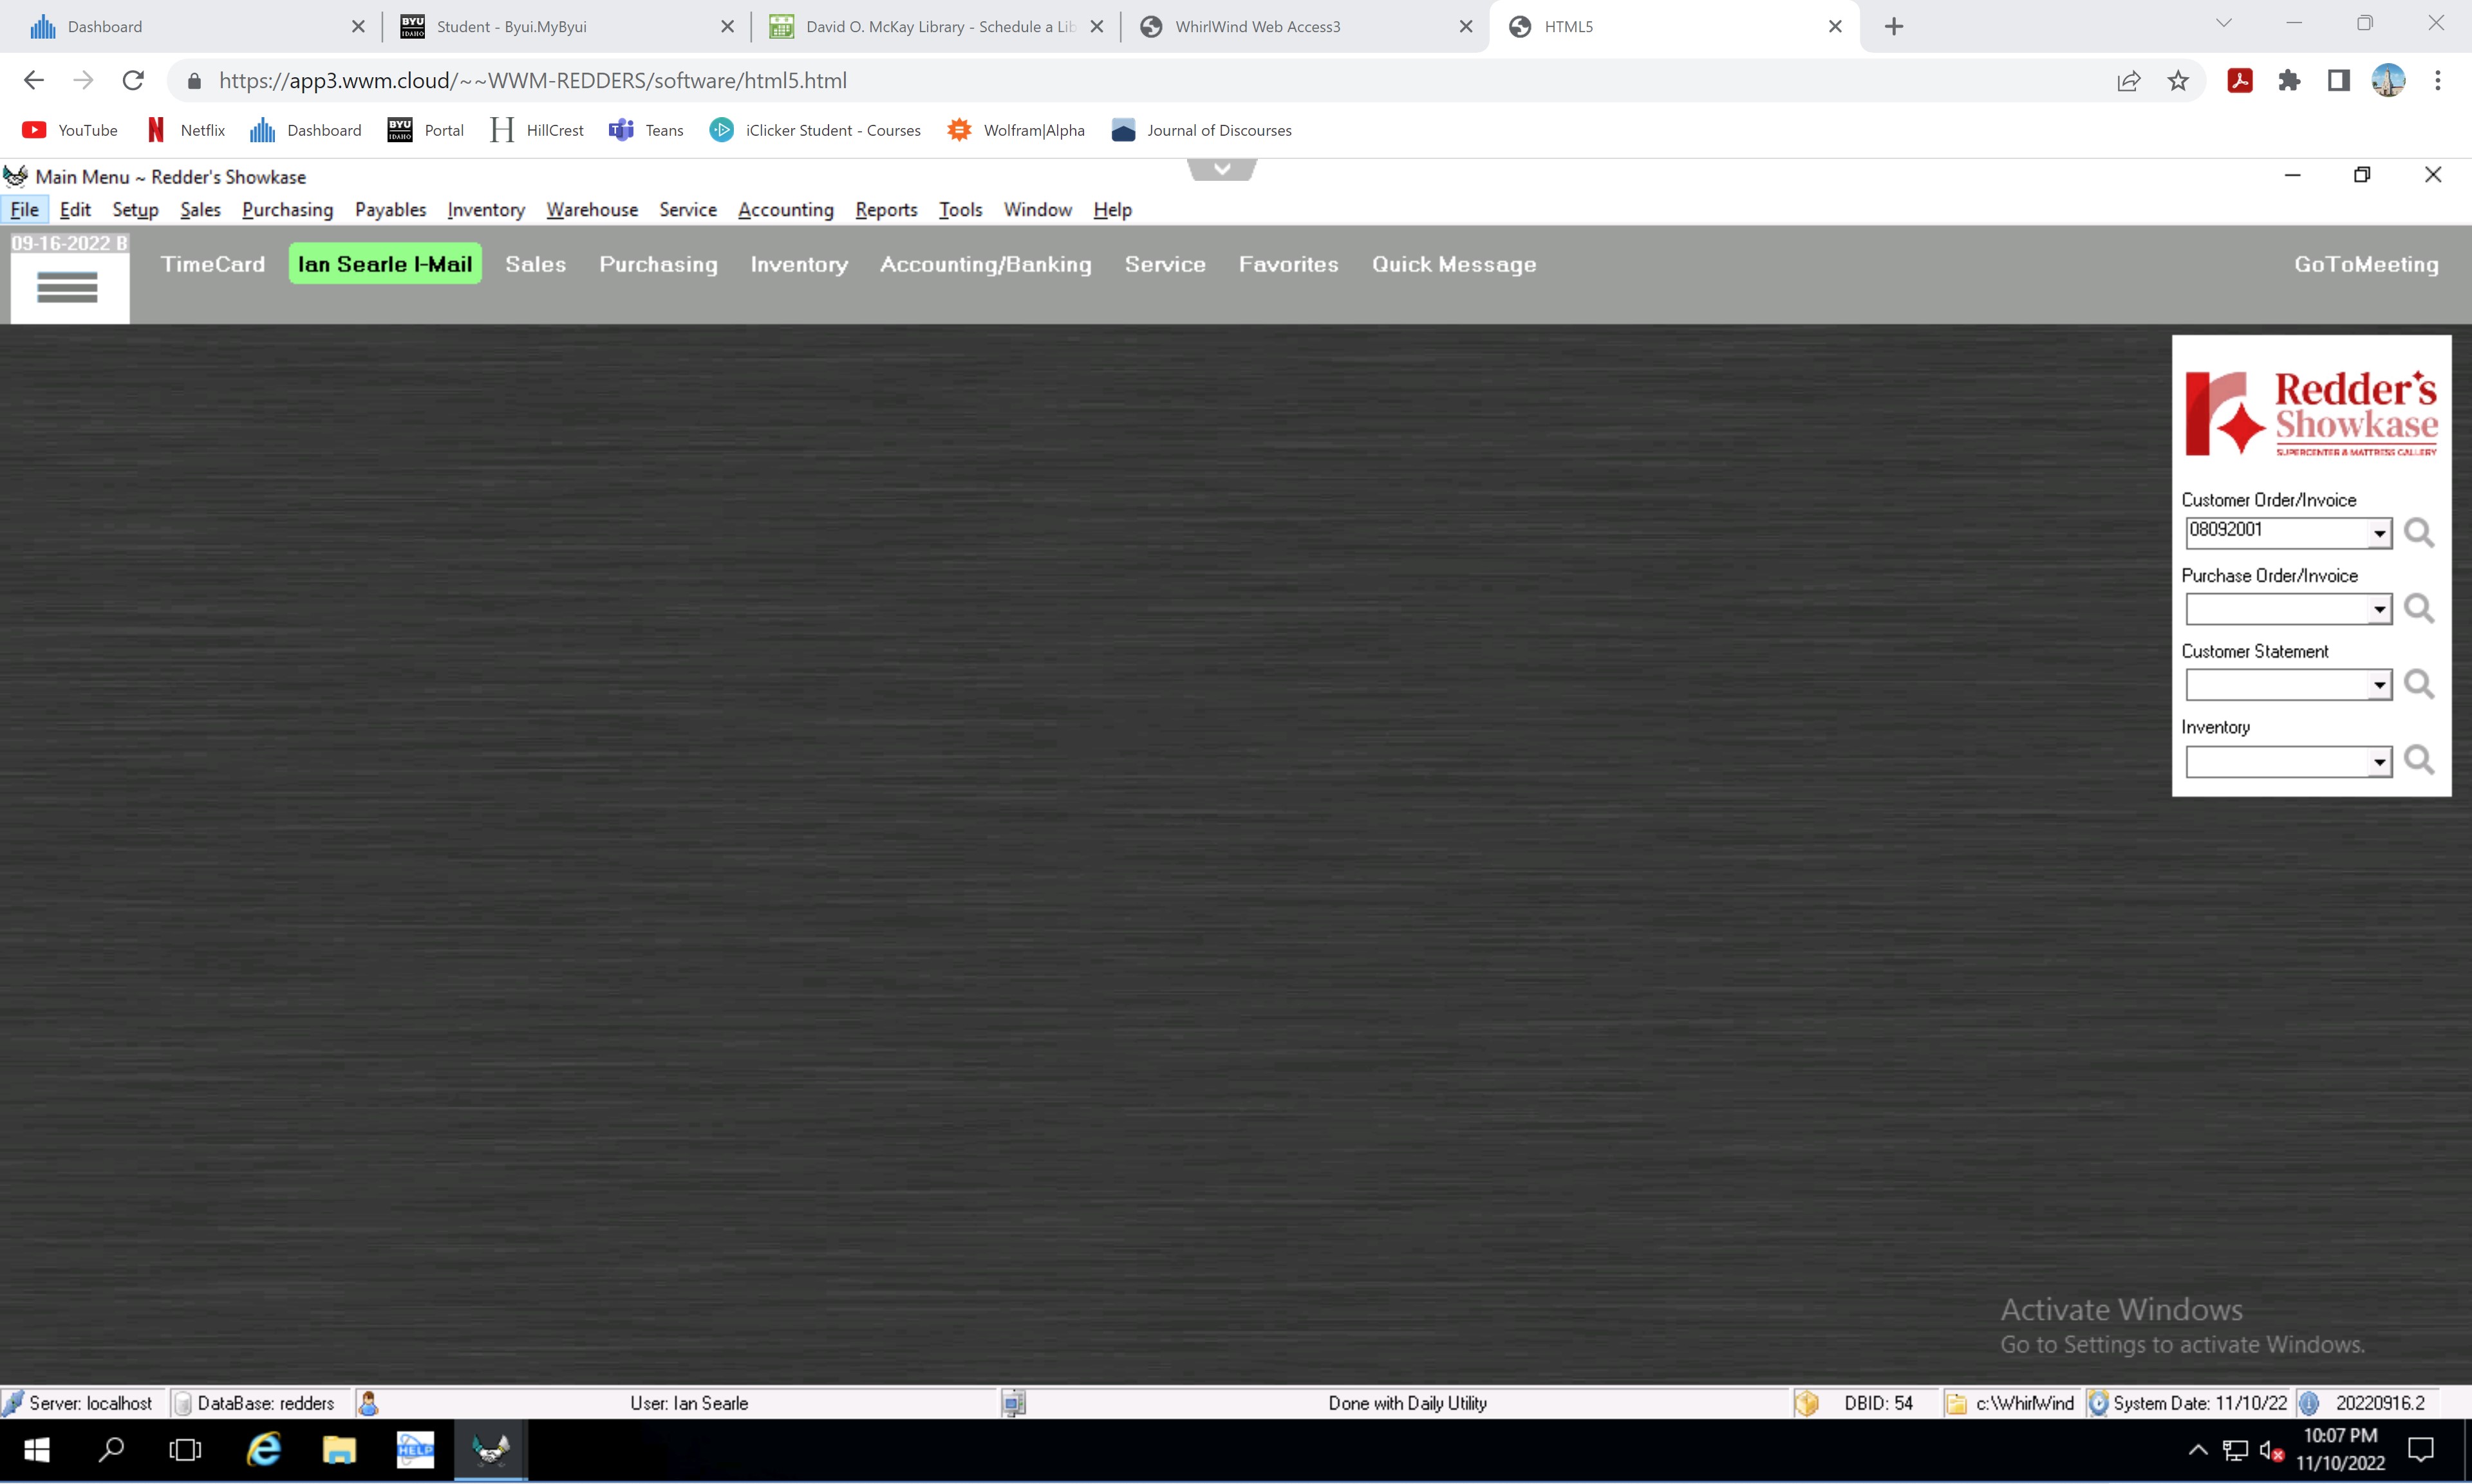 Dashboard
Student - Byui.MyByui
David O. McKay Library - Schedule a Lib
WhirlWind Web Access3
HTML5
https://app3.wwm.cloud/~~WWM-REDDERS/software/html5.html
YouTube
Netflix
Dashboard
BYU IDAHO
Portal
HillCrest
Teans
iClicker Student - Courses
Wolfram|Alpha
Journal of Discourses
Main Menu ~ Redder's Showkase
File Edit Setup Sales Purchasing Payables Inventory Warehouse Service Accounting Reports Tools Window Help
09-16-2022 B
TimeCard Ian Searle I-Mail Sales Purchasing Inventory Accounting/Banking Service Favorites Quick Message GoToMeeting
Redder's
Showkase
SUPERCENTER & MATTRESS GALLERY
Customer Order/Invoice
08092001
Purchase Order/Invoice
Customer Statement
Inventory
Activate Windows
Go to Settings to activate Windows.
Server: localhost DataBase: redders User: Ian Searle Done with Daily Utility DBID: 54 c:\WhirlWind System Date: 11/10/22 20220916.2
HELP
10:07 PM
11/10/2022